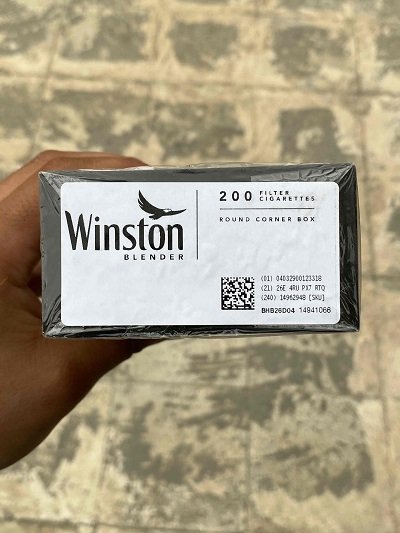 Winston
BLENDER
200 FILTER CIGARETTES
ROUND CORNER BOX
(01) 04032900123318
(21) 26E 4RU PX7 RTQ
(240) 14962948 [SKU]
BHB26D04 14941066